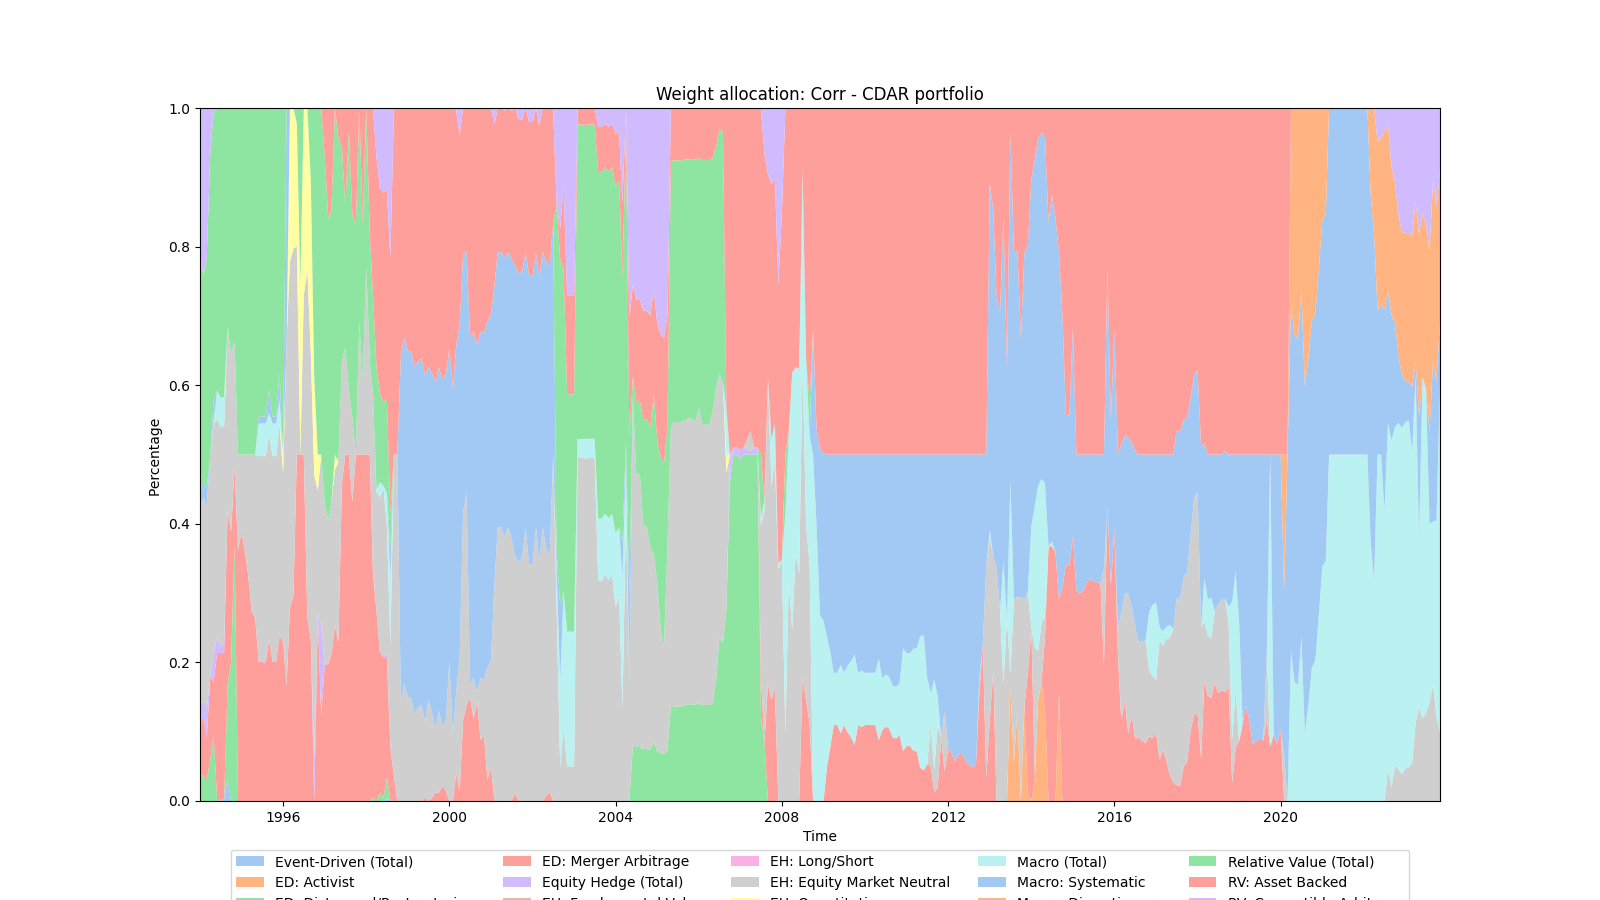 Weight allocation: Corr - CDAR portfolio
1.0
0.8
0.6
0.4
0.2
0.0
Percentage
1996 2000 2004 2008 2012 2016 2020
Time
Event-Driven (Total) ED: Merger Arbitrage EH: Long/Short Macro (Total) Relative Value (Total)
ED: Activist Equity Hedge (Total) EH: Equity Market Neutral Macro: Systematic RV: Asset Backed